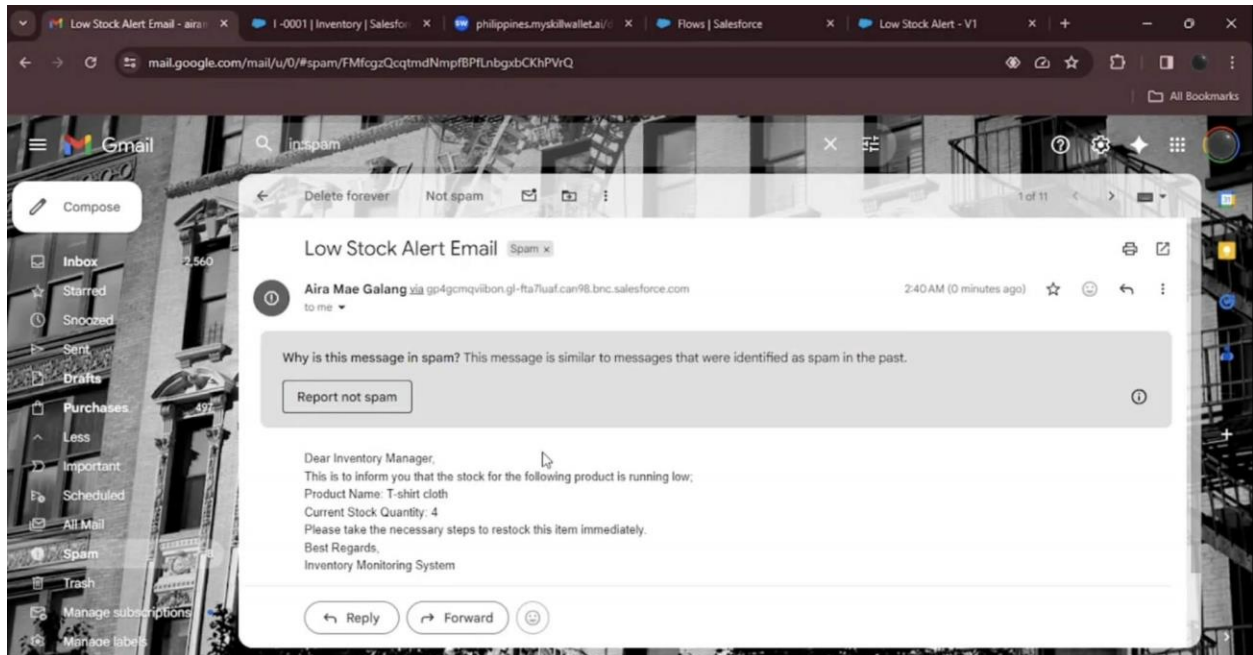 Low Stock Alert Email - airan
I -0001 | Inventory | Salesfor
philippines.myskillwallet.ai/d
Flows | Salesforce
Low Stock Alert - V1
mail.google.com/mail/u/0/#spam/FMfcgzQcqtmdNmpfBPfLnbgxbCKhPVrQ
All Bookmarks
Gmail
in:spam
Compose
Delete forever Not spam
1 of 11
Low Stock Alert Email Spam x
Inbox 2,560
Starred
Snoozed
Sent
Drafts
Purchases 497
Less
Important
Scheduled
All Mail
Spam 8
Trash
Manage subscriptions
Manage labels
Aira Mae Galang via gp4gcmqviibon.gl-fta7luaf.can98.bnc.salesforce.com
2:40 AM (0 minutes ago)
to me
Why is this message in spam? This message is similar to messages that were identified as spam in the past.
Report not spam
Dear Inventory Manager,
This is to inform you that the stock for the following product is running low;
Product Name: T-shirt cloth
Current Stock Quantity: 4
Please take the necessary steps to restock this item immediately.
Best Regards,
Inventory Monitoring System
Reply
Forward